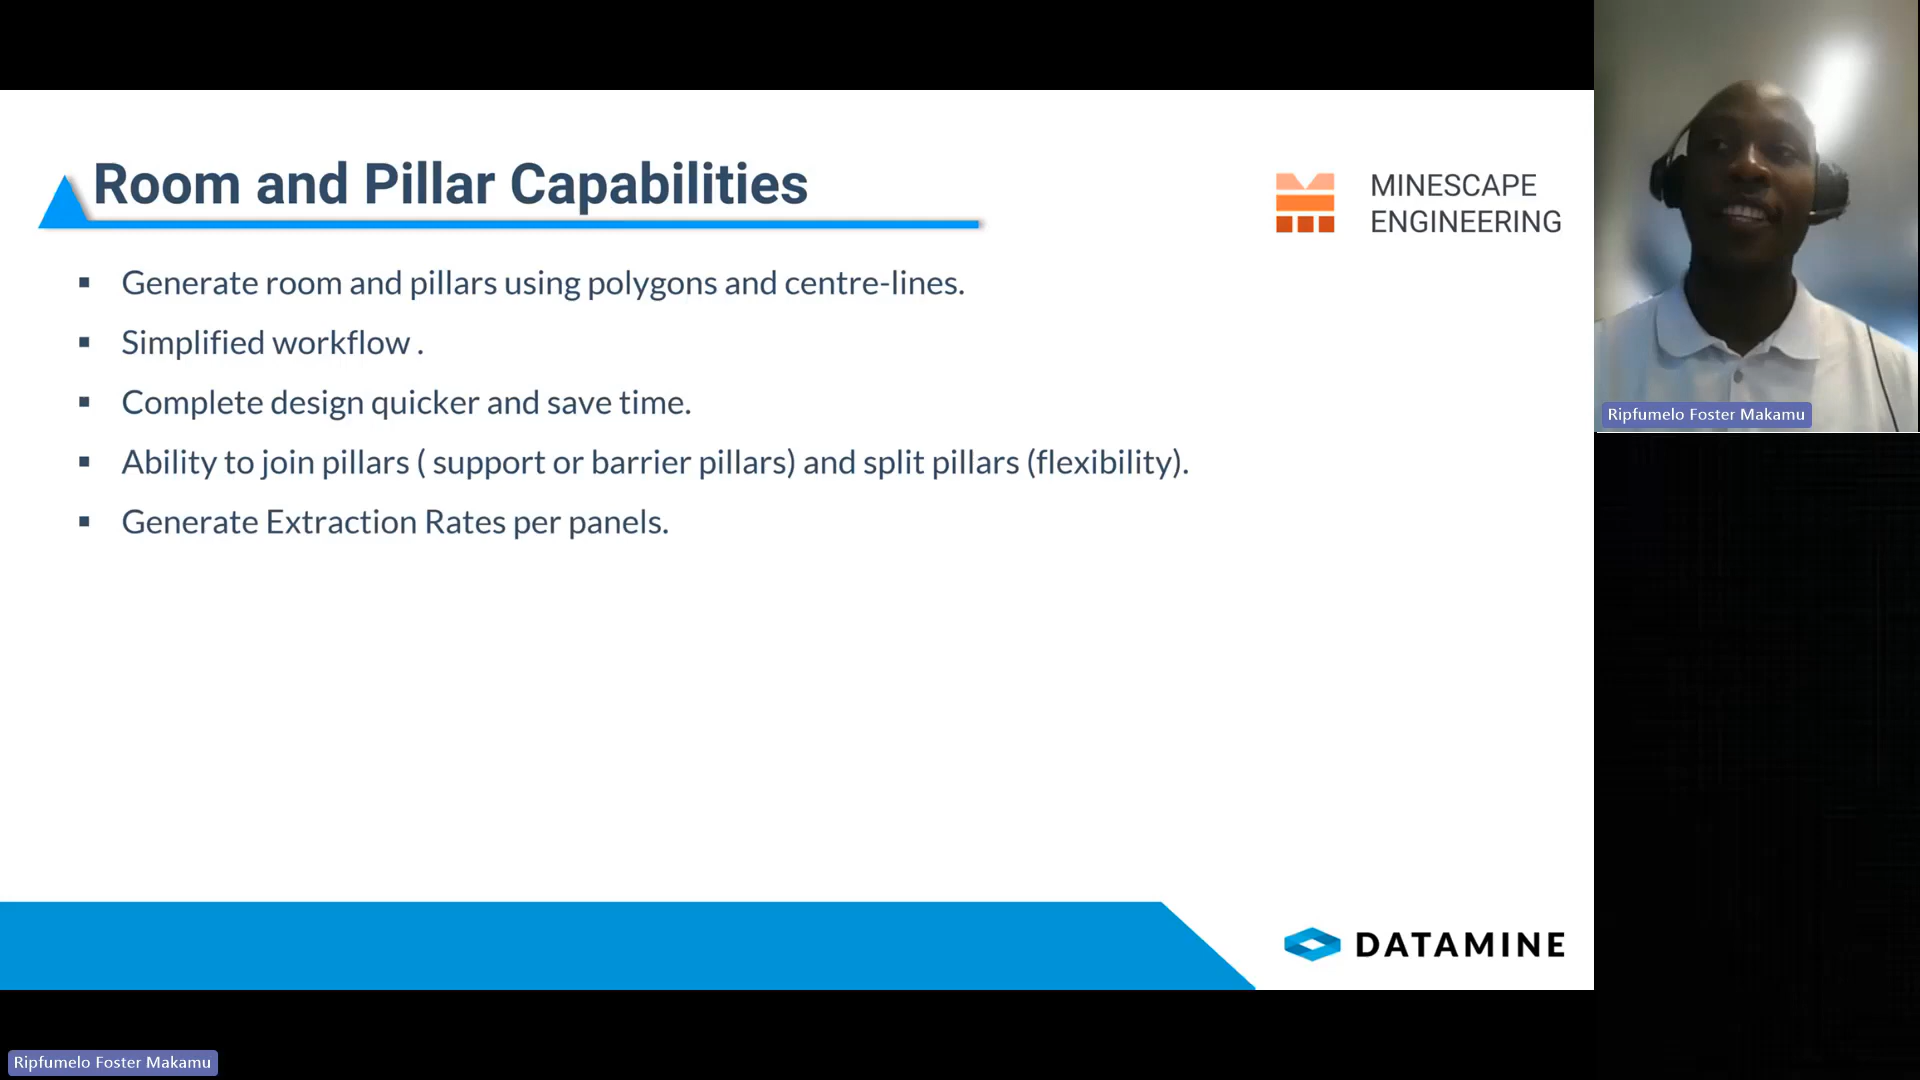 Room and Pillar Capabilities
MINESCAPE
ENGINEERING
▪ Generate room and pillars using polygons and centre-lines.
▪ Simplified workflow .
▪ Complete design quicker and save time.
▪ Ability to join pillars ( support or barrier pillars) and split pillars (flexibility).
▪ Generate Extraction Rates per panels.
DATAMINE
Ripfumelo Foster Makamu
Ripfumelo Foster Makamu